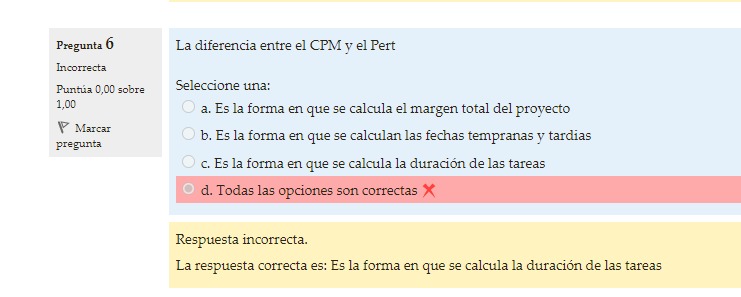 Pregunta 6
Incorrecta
Puntúa 0,00 sobre
1,00
Marcar
pregunta
La diferencia entre el CPM y el Pert
Seleccione una:
a. Es la forma en que se calcula el margen total del proyecto
b. Es la forma en que se calculan las fechas tempranas y tardias
c. Es la forma en que se calcula la duración de las tareas
d. Todas las opciones son correctas
Respuesta incorrecta.
La respuesta correcta es: Es la forma en que se calcula la duración de las tareas